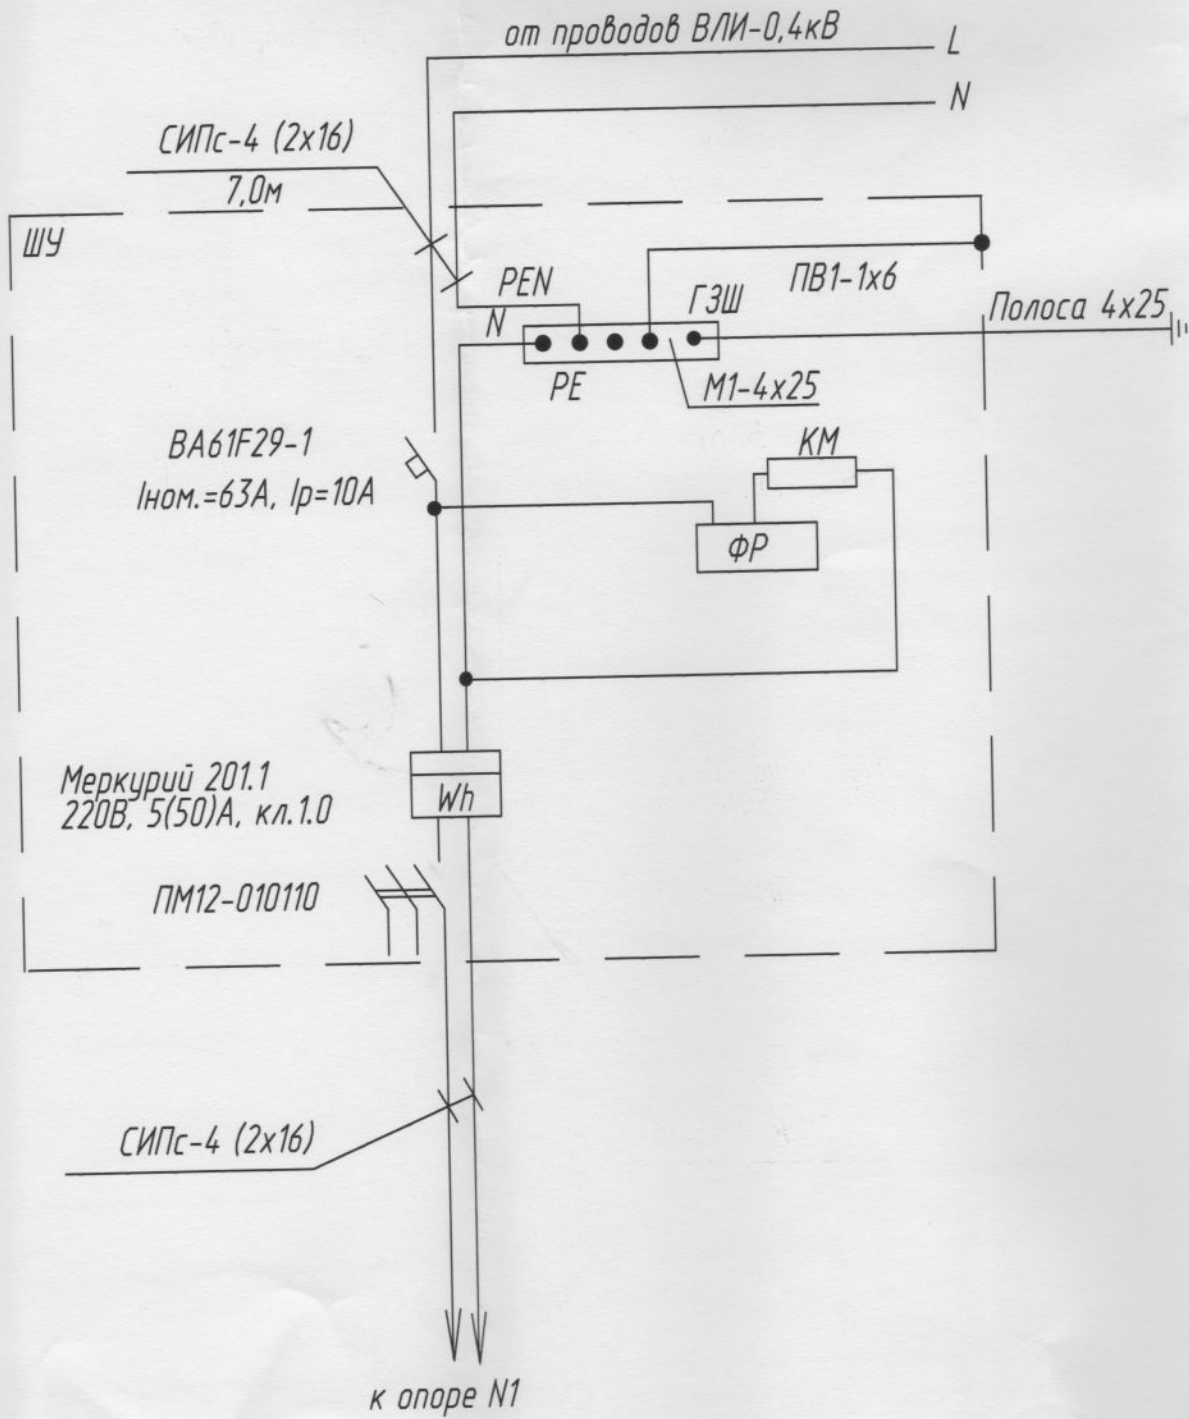 от проводов ВЛИ-0,4кВ
L
N
СИПс-4 (2х16)
7,0м
ШУ
PEN
ПВ1-1х6
ГЗШ
N
Полоса 4х25
PE
М1-4х25
ВА61F29-1
Iном.=63А, Iр=10А
КМ
ФР
Меркурий 201.1
220В, 5(50)А, кл.1.0
Wh
ПМ12-010110
СИПс-4 (2х16)
к опоре N1